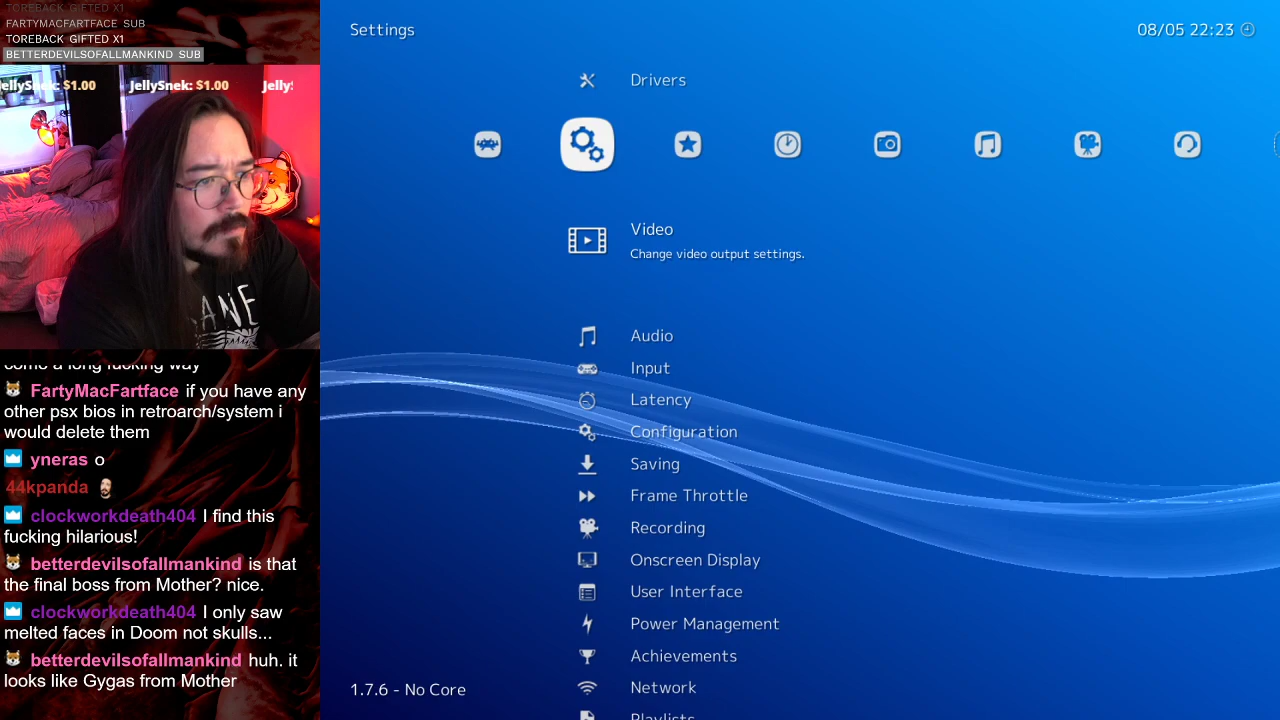 TOREBACK GIFTED X1
FARTYMACFARTFACE SUB
TOREBACK GIFTED X1
BETTERDEVILSOFALLMANKIND SUB
JellySnek: $1.00 JellySnek: $1.00 JellyS
ANE
come a long fucking way
FartyMacFartface if you have any
other psx bios in retroarch/system i
would delete them
yneras o
44kpanda
clockworkdeath404 I find this
fucking hilarious!
betterdevilsofallmankind is that
the final boss from Mother? nice.
clockworkdeath404 I only saw
melted faces in Doom not skulls...
betterdevilsofallmankind huh. it
looks like Gygas from Mother
Settings
08/05 22:23
Drivers
Video
Change video output settings.
Audio
Input
Latency
Configuration
Saving
Frame Throttle
Recording
Onscreen Display
User Interface
Power Management
Achievements
Network
Playlists
1.7.6 - No Core